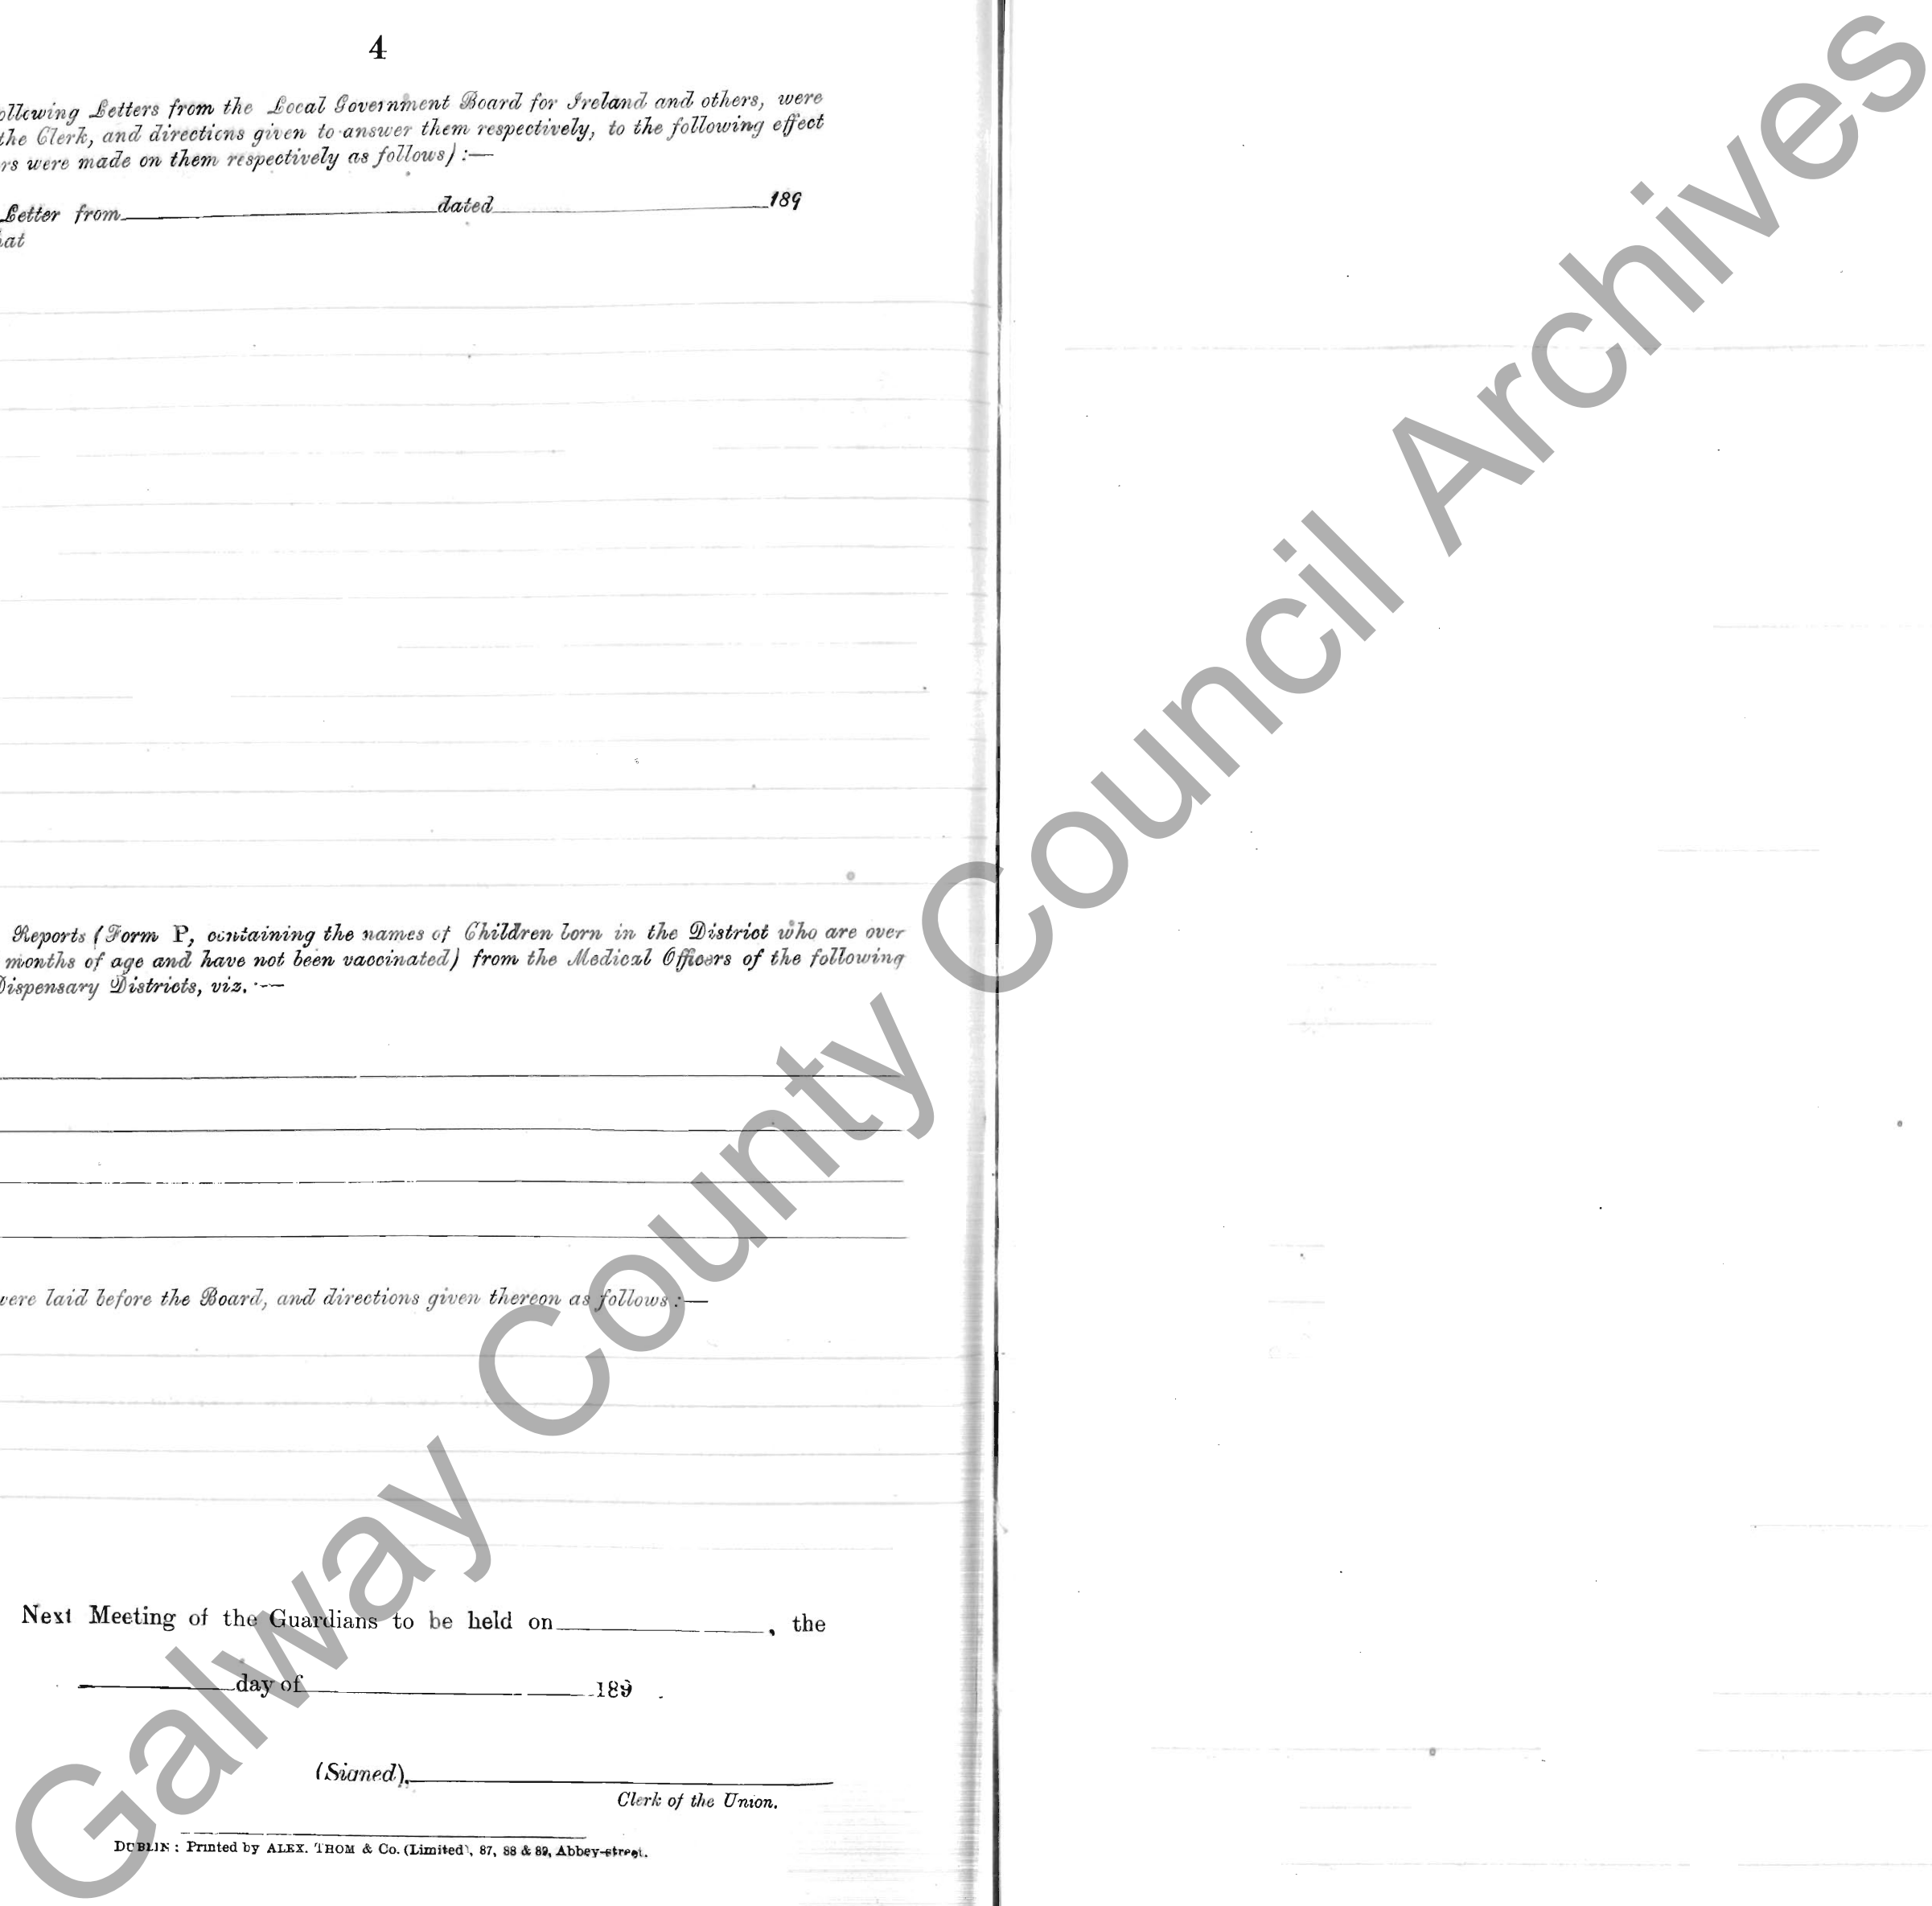 4
ollowing Letters from the Local Government Board for Ireland and others, were
the Clerk, and directions given to answer them respectively, to the following effect
rs were made on them respectively as follows) :—
Letter from dated 189
hat
Reports (Form P, containing the names of Children born in the District who are over
months of age and have not been vaccinated) from the Medical Officers of the following
Dispensary Districts, viz. :—
were laid before the Board, and directions given thereon as follows :—
Next Meeting of the Guardians to be held on , the
day of 189 .
(Signed),
Clerk of the Union.
DUBLIN : Printed by ALEX. THOM & Co. (Limited), 87, 88 & 89, Abbey-street.
Galway County Council Archives